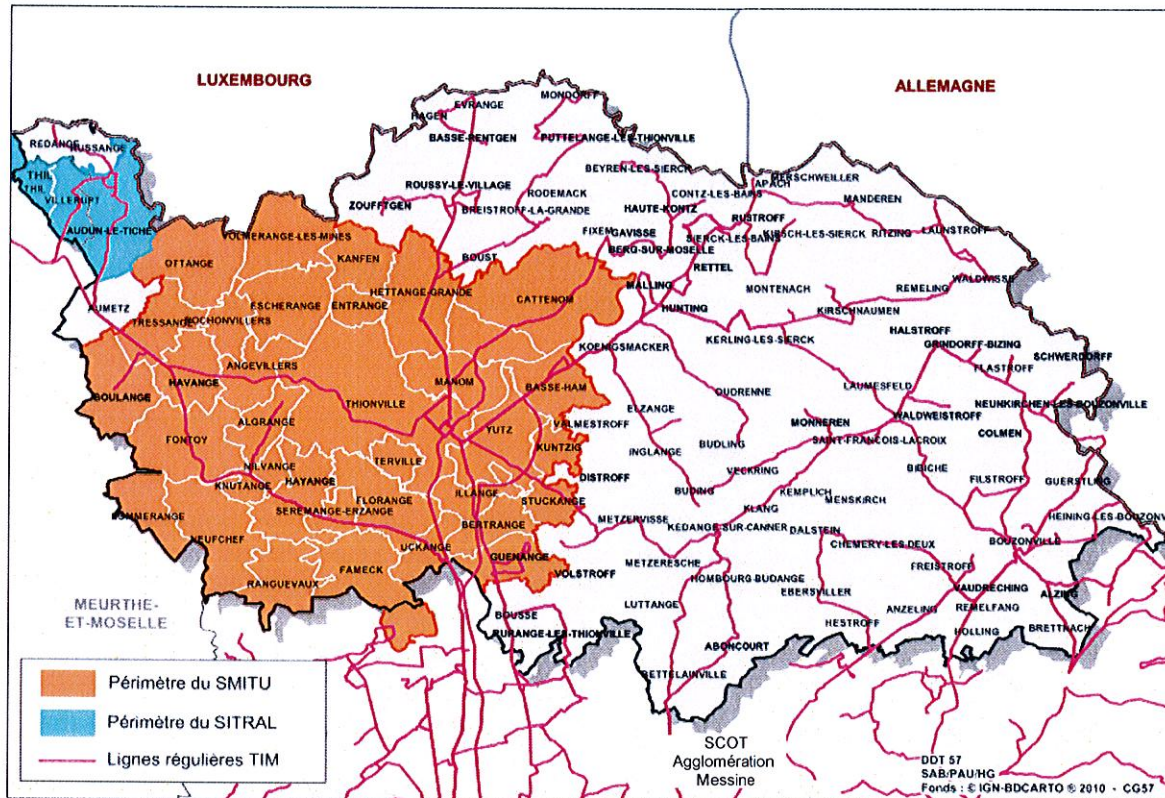 LUXEMBOURG
ALLEMAGNE
MONDORFF
EVRANGE
HAGEN
BASSE-RENTGEN
PUTTELANGE-LES-THIONVILLE
REDANGE
RUSSANGE
BEYREN-LES-SIERCK
MERSCHWEILLER
THIL
THIL
ROUSSY-LE-VILLAGE
RODEMACK
CONTZ-LES-BAINS
APACH
MANDEREN
VILLERUPT
ZOUFFTGEN
BREISTROFF-LA-GRANDE
HAUTE-KONTZ
RUSTROFF
AUDUN-LE-TICHE
VOLMERANGE-LES-MINES
FIXEM
GAVISSE
SIERCK-LES-BAINS
KIRSCH-LES-SIERCK
RITZING
LAUNSTROFF
OTTANGE
KANFEN
BOUST
BERG-SUR-MOSELLE
RETTEL
HETTANGE-GRANDE
CATTENOM
MALLING
MONTENACH
REMELING
WALDWISSE
AUMETZ
ESCHERANGE
ENTRANGE
HUNTING
KIRSCHNAUMEN
TRESSANGE
ROCHONVILLERS
KOENIGSMACKER
KERLING-LES-SIERCK
HALSTROFF
GRINDORFF-BIZING
ANGEVILLERS
SCHWERDORFF
FLASTROFF
HAVANGE
MANOM
BASSE-HAM
OUDRENNE
LAUMESFELD
BOULANGE
THIONVILLE
ELZANGE
NEUNKIRCHEN-LES-BOUZONVILLE
ALGRANGE
YUTZ
VALMESTROFF
MONNEREN
WALDWEISTROFF
COLMEN
FONTOY
KUNTZIG
INGLANGE
BUDLING
SAINT-FRANCOIS-LACROIX
NILVANGE
TERVILLE
VECKRING
BIBICHE
KNUTANGE
HAYANGE
DISTROFF
FILSTROFF
GUERSTLING
FLORANGE
ILLANGE
STUCKANGE
BUDING
KEMPLICH
MENSKIRCH
LOMMERANGE
SEREMANGE-ERZANGE
KLANG
HEINING-LES-BOUZONV
BERTRANGE
METZERVISSE
KEDANGE-SUR-CANNER
DALSTEIN
NEUFCHEF
UCKANGE
CHEMERY-LES-DEUX
BOUZONVILLE
GUENANGE
METZERESCHE
FREISTROFF
RANGUEVAUX
FAMECK
VOLSTROFF
HOMBOURG-BUDANGE
EBERSVILLER
VAUDRECHING
ALZING
MEURTHE-
ET-MOSELLE
LUTTANGE
ANZELING
REMELFANG
BOUSSE
HESTROFF
BRETTNACH
RURANGE-LES-THIONVILLE
HOLLING
ABONCOURT
BETTELAINVILLE
Périmètre du SMITU
Périmètre du SITRAL
Lignes régulières TIM
SCOT
Agglomération
Messine
DDT 57
SAB/PAU/HG
Fonds : © IGN-BDCARTO ® 2010 - CG57